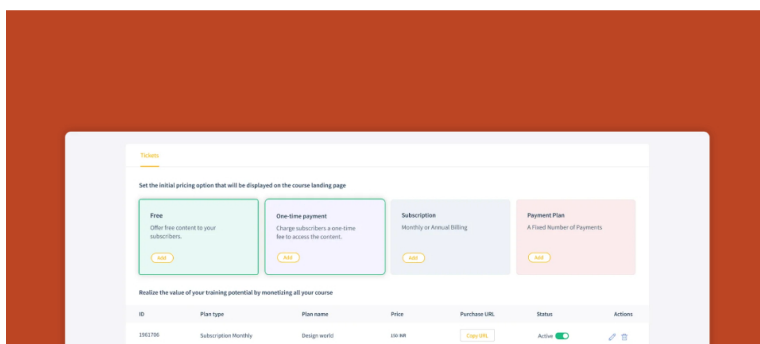 Tickets
Set the initial pricing option that will be displayed on the course landing page
Free
Offer free content to your
subscribers.
Add
One-time payment
Charge subscribers a one-time
fee to access the content.
Add
Subscription
Monthly or Annual Billing
Add
Payment Plan
A Fixed Number of Payments
Add
Realize the value of your training potential by monetizing all your course
ID Plan type Plan name Price Purchase URL Status Actions
1981786 Subscription Monthly Design world 150 INR Copy URL Active